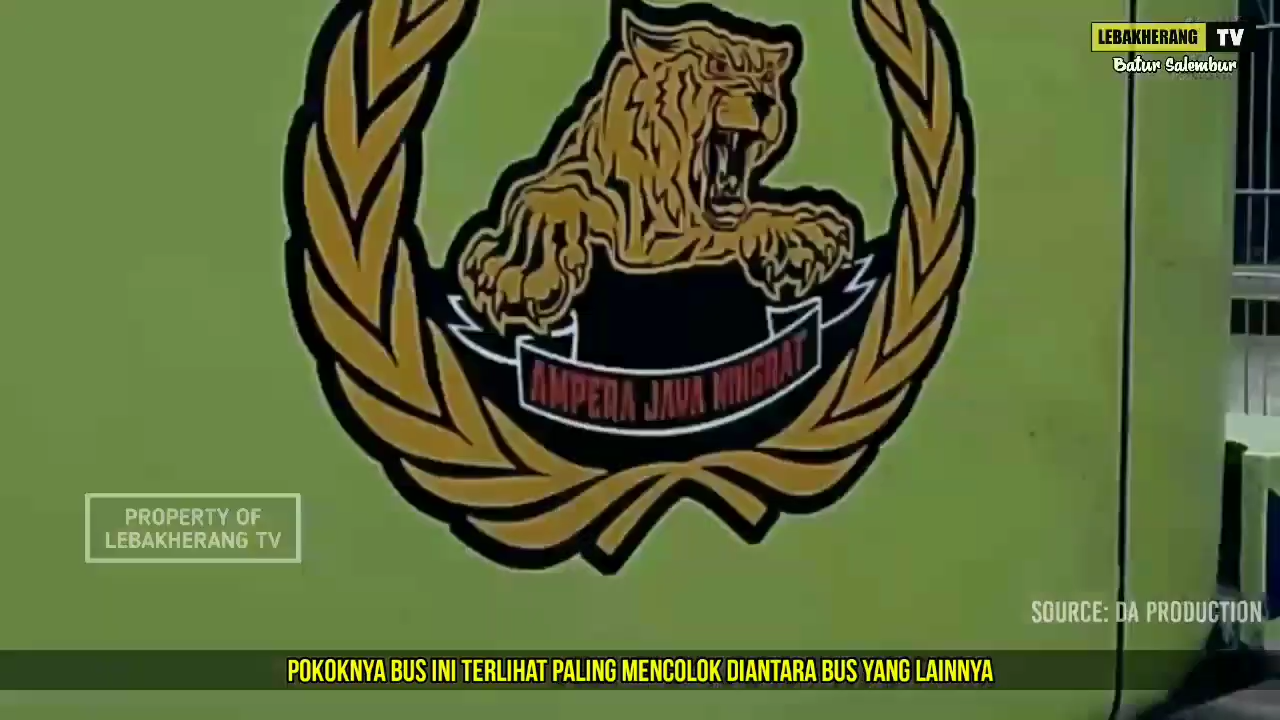 LEBAKHERANG TV
Batur Salembur
AMPERA JAVA NINGRAT
PROPERTY OF
LEBAKHERANG TV
SOURCE: DA PRODUCTION
POKOKNYA BUS INI TERLIHAT PALING MENCOLOK DIANTARA BUS YANG LAINNYA